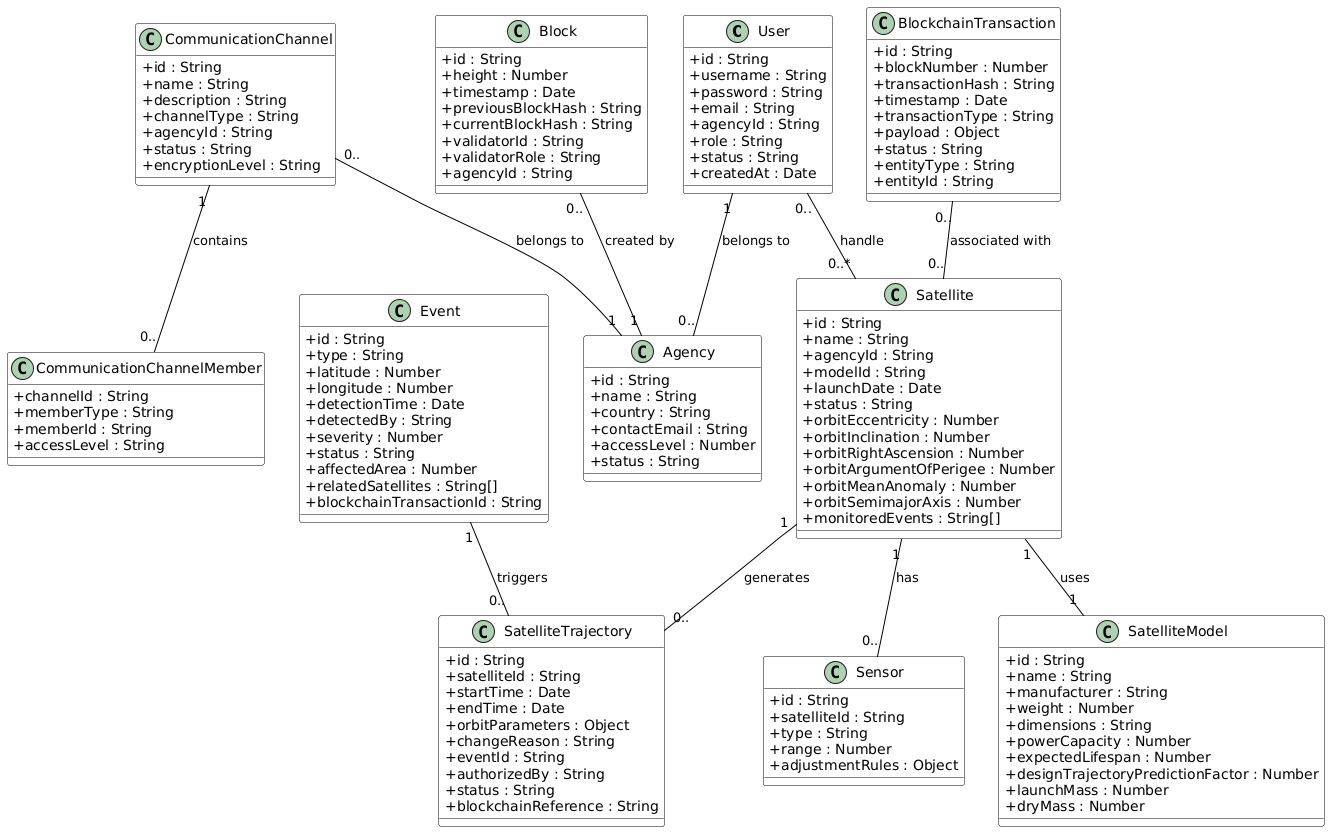 C CommunicationChannel
+id : String
+name : String
+description : String
+channelType : String
+agencyId : String
+status : String
+encryptionLevel : String
C Block
+id : String
+height : Number
+timestamp : Date
+previousBlockHash : String
+currentBlockHash : String
+validatorId : String
+validatorRole : String
+agencyId : String
C User
+id : String
+username : String
+password : String
+email : String
+agencyId : String
+role : String
+status : String
+createdAt : Date
C BlockchainTransaction
+id : String
+blockNumber : Number
+transactionHash : String
+timestamp : Date
+transactionType : String
+payload : Object
+status : String
+entityType : String
+entityId : String
1
contains
0..
0..
belongs to
1
0..
created by
1
1
belongs to
0..
0..
handle
0..*
0..
associated with
0..
C CommunicationChannelMember
+channelId : String
+memberType : String
+memberId : String
+accessLevel : String
C Event
+id : String
+type : String
+latitude : Number
+longitude : Number
+detectionTime : Date
+detectedBy : String
+severity : Number
+status : String
+affectedArea : Number
+relatedSatellites : String[]
+blockchainTransactionId : String
C Agency
+id : String
+name : String
+country : String
+contactEmail : String
+accessLevel : Number
+status : String
C Satellite
+id : String
+name : String
+agencyId : String
+modelId : String
+launchDate : Date
+status : String
+orbitEccentricity : Number
+orbitInclination : Number
+orbitRightAscension : Number
+orbitArgumentOfPerigee : Number
+orbitMeanAnomaly : Number
+orbitSemimajorAxis : Number
+monitoredEvents : String[]
1
triggers
0..
1
generates
0..
1
has
0..
1
uses
1
C SatelliteTrajectory
+id : String
+satelliteId : String
+startTime : Date
+endTime : Date
+orbitParameters : Object
+changeReason : String
+eventId : String
+authorizedBy : String
+status : String
+blockchainReference : String
C Sensor
+id : String
+satelliteId : String
+type : String
+range : Number
+adjustmentRules : Object
C SatelliteModel
+id : String
+name : String
+manufacturer : String
+weight : Number
+dimensions : String
+powerCapacity : Number
+expectedLifespan : Number
+designTrajectoryPredictionFactor : Number
+launchMass : Number
+dryMass : Number